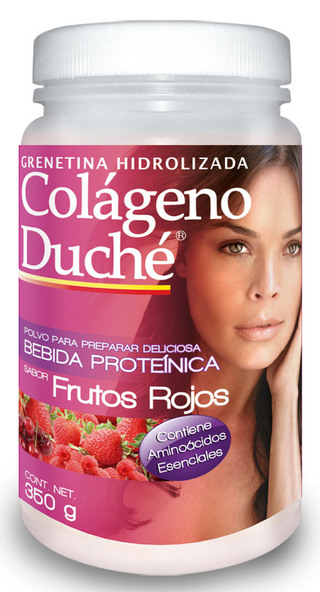 GRENETINA HIDROLIZADA
Colágeno
Duché®
POLVO PARA PREPARAR DELICIOSA
BEBIDA PROTEÍNICA
SABOR Frutos Rojos
Contiene
Aminoácidos
Esenciales
CONT. NET.
350 g